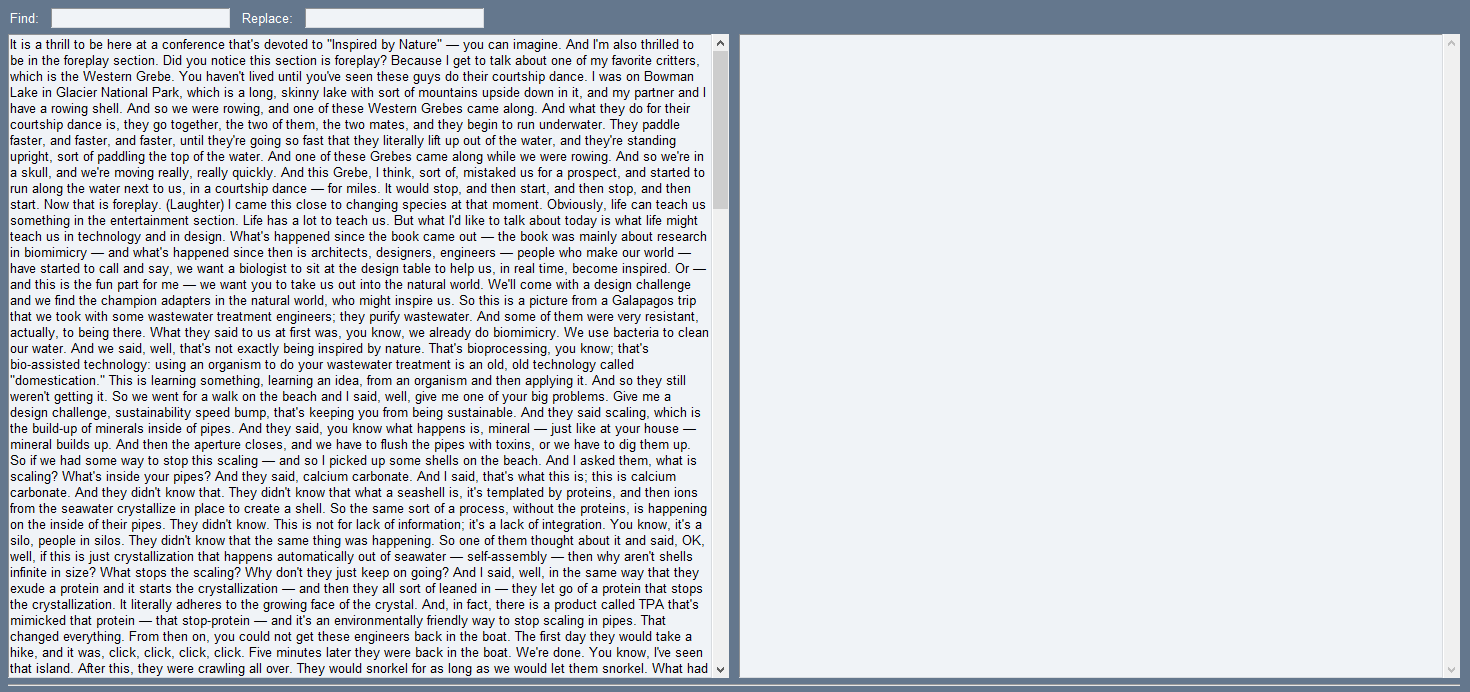 Find: Replace:
It is a thrill to be here at a conference that's devoted to "Inspired by Nature" — you can imagine. And I'm also thrilled to
be in the foreplay section. Did you notice this section is foreplay? Because I get to talk about one of my favorite critters,
which is the Western Grebe. You haven't lived until you've seen these guys do their courtship dance. I was on Bowman
Lake in Glacier National Park, which is a long, skinny lake with sort of mountains upside down in it, and my partner and I
have a rowing shell. And so we were rowing, and one of these Western Grebes came along. And what they do for their
courtship dance is, they go together, the two of them, the two mates, and they begin to run underwater. They paddle
faster, and faster, and faster, until they're going so fast that they literally lift up out of the water, and they're standing
upright, sort of paddling the top of the water. And one of these Grebes came along while we were rowing. And so we're in
a skull, and we're moving really, really quickly. And this Grebe, I think, sort of, mistaked us for a prospect, and started to
run along the water next to us, in a courtship dance — for miles. It would stop, and then start, and then stop, and then
start. Now that is foreplay. (Laughter) I came this close to changing species at that moment. Obviously, life can teach us
something in the entertainment section. Life has a lot to teach us. But what I'd like to talk about today is what life might
teach us in technology and in design. What's happened since the book came out — the book was mainly about research
in biomimicry — and what's happened since then is architects, designers, engineers — people who make our world —
have started to call and say, we want a biologist to sit at the design table to help us, in real time, become inspired. Or —
and this is the fun part for me — we want you to take us out into the natural world. We'll come with a design challenge
and we find the champion adapters in the natural world, who might inspire us. So this is a picture from a Galapagos trip
that we took with some wastewater treatment engineers; they purify wastewater. And some of them were very resistant,
actually, to being there. What they said to us at first was, you know, we already do biomimicry. We use bacteria to clean
our water. And we said, well, that's not exactly being inspired by nature. That's bioprocessing, you know; that's
bio-assisted technology: using an organism to do your wastewater treatment is an old, old technology called
"domestication." This is learning something, learning an idea, from an organism and then applying it. And so they still
weren't getting it. So we went for a walk on the beach and I said, well, give me one of your big problems. Give me a
design challenge, sustainability speed bump, that's keeping you from being sustainable. And they said scaling, which is
the build-up of minerals inside of pipes. And they said, you know what happens is, mineral — just like at your house —
mineral builds up. And then the aperture closes, and we have to flush the pipes with toxins, or we have to dig them up.
So if we had some way to stop this scaling — and so I picked up some shells on the beach. And I asked them, what is
scaling? What's inside your pipes? And they said, calcium carbonate. And I said, that's what this is; this is calcium
carbonate. And they didn't know that. They didn't know that what a seashell is, it's templated by proteins, and then ions
from the seawater crystallize in place to create a shell. So the same sort of a process, without the proteins, is happening
on the inside of their pipes. They didn't know. This is not for lack of information; it's a lack of integration. You know, it's a
silo, people in silos. They didn't know that the same thing was happening. So one of them thought about it and said, OK,
well, if this is just crystallization that happens automatically out of seawater — self-assembly — then why aren't shells
infinite in size? What stops the scaling? Why don't they just keep on going? And I said, well, in the same way that they
exude a protein and it starts the crystallization — and then they all sort of leaned in — they let go of a protein that stops
the crystallization. It literally adheres to the growing face of the crystal. And, in fact, there is a product called TPA that's
mimicked that protein — that stop-protein — and it's an environmentally friendly way to stop scaling in pipes. That
changed everything. From then on, you could not get these engineers back in the boat. The first day they would take a
hike, and it was, click, click, click, click. Five minutes later they were back in the boat. We're done. You know, I've seen
that island. After this, they were crawling all over. They would snorkel for as long as we would let them snorkel. What had